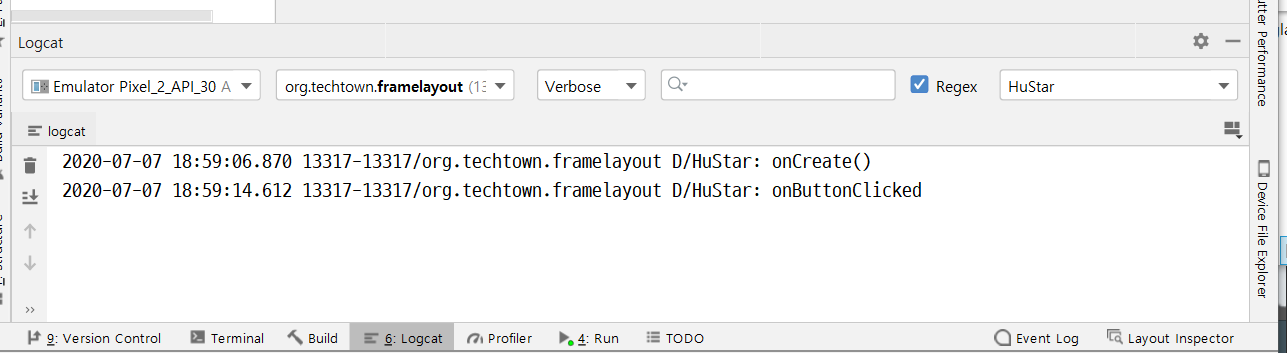 Logcat
Emulator Pixel_2_API_30 A
org.techtown.framelayout (13
Verbose
Regex
HuStar
logcat
2020-07-07 18:59:06.870 13317-13317/org.techtown.framelayout D/HuStar: onCreate()
2020-07-07 18:59:14.612 13317-13317/org.techtown.framelayout D/HuStar: onButtonClicked
9: Version Control
Terminal
Build
6: Logcat
Profiler
4: Run
TODO
Event Log
Layout Inspector
utter Performance
Device File Explorer